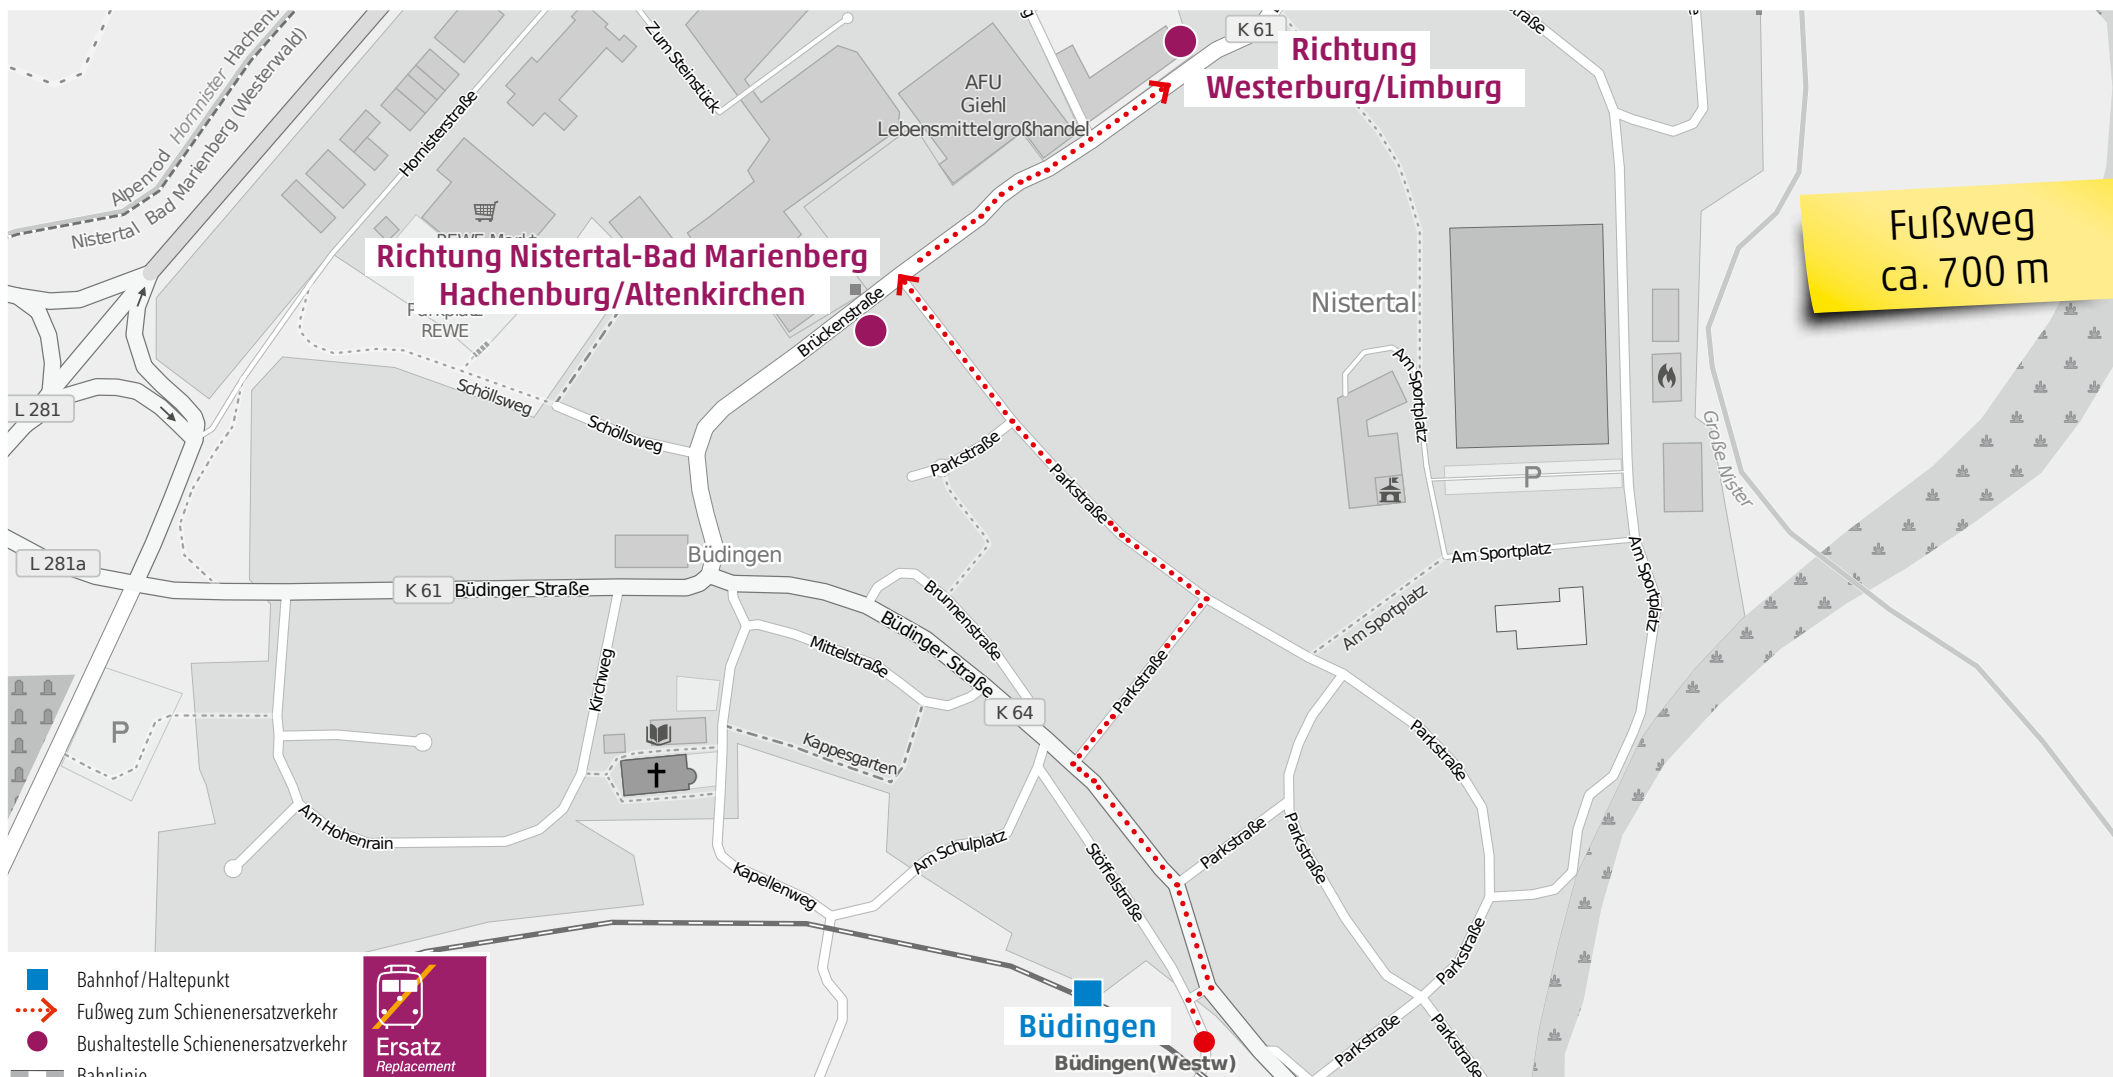 K 61
Richtung
Westerburg/Limburg
Zum Steinstück
AFU
Giehl
Lebensmittelgroßhandel
Hornisterstraße
Alpenrod
Hornister
Nistertal
Bad Marienberg (Westerwald)
Fußweg
ca. 700 m
Richtung Nistertal-Bad Marienberg
Hachenburg/Altenkirchen
REWE
Brückenstraße
Nistertal
Am Sportplatz
L 281
Schöllsweg
Schöllsweg
Parkstraße
Parkstraße
P
Große Nister
L 281a
Büdingen
K 61
Büdinger Straße
Am Sportplatz
Am Sportplatz
Am Sportplatz
Brunnenstraße
Büdinger Straße
Mittelstraße
Kirchweg
Parkstraße
K 64
P
Kappesgarten
Parkstraße
Am Hohenrain
Am Schulplatz
Kapellenweg
Stöffelstraße
Parkstraße
Parkstraße
Parkstraße
Parkstraße
Parkstraße
Büdingen
Büdingen(Westw)
Bahnhof/Haltepunkt
Fußweg zum Schienenersatzverkehr
Bushaltestelle Schienenersatzverkehr
Bahnlinie
Ersatz
Replacement